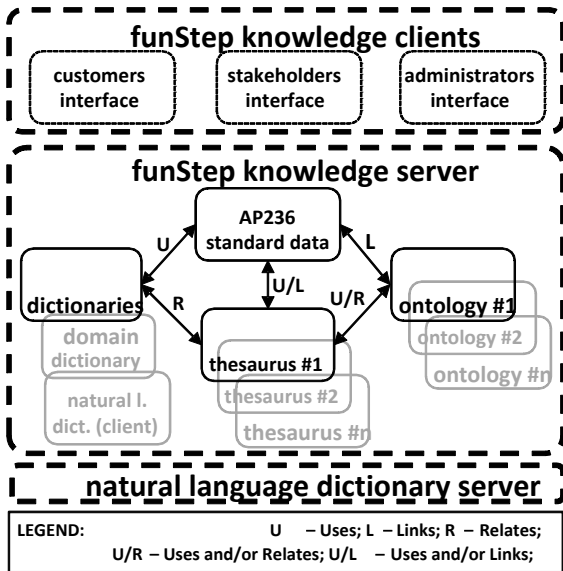 funStep knowledge clients
customers interface
stakeholders interface
administrators interface
funStep knowledge server
AP236
standard data
U
L
U/L
R
U/R
dictionaries
ontology #1
domain
dictionary
thesaurus #1
ontology #2
natural l.
dict. (client)
thesaurus #2
ontology #n
thesaurus #n
natural language dictionary server
LEGEND: U – Uses; L – Links; R – Relates;
U/R – Uses and/or Relates; U/L – Uses and/or Links;